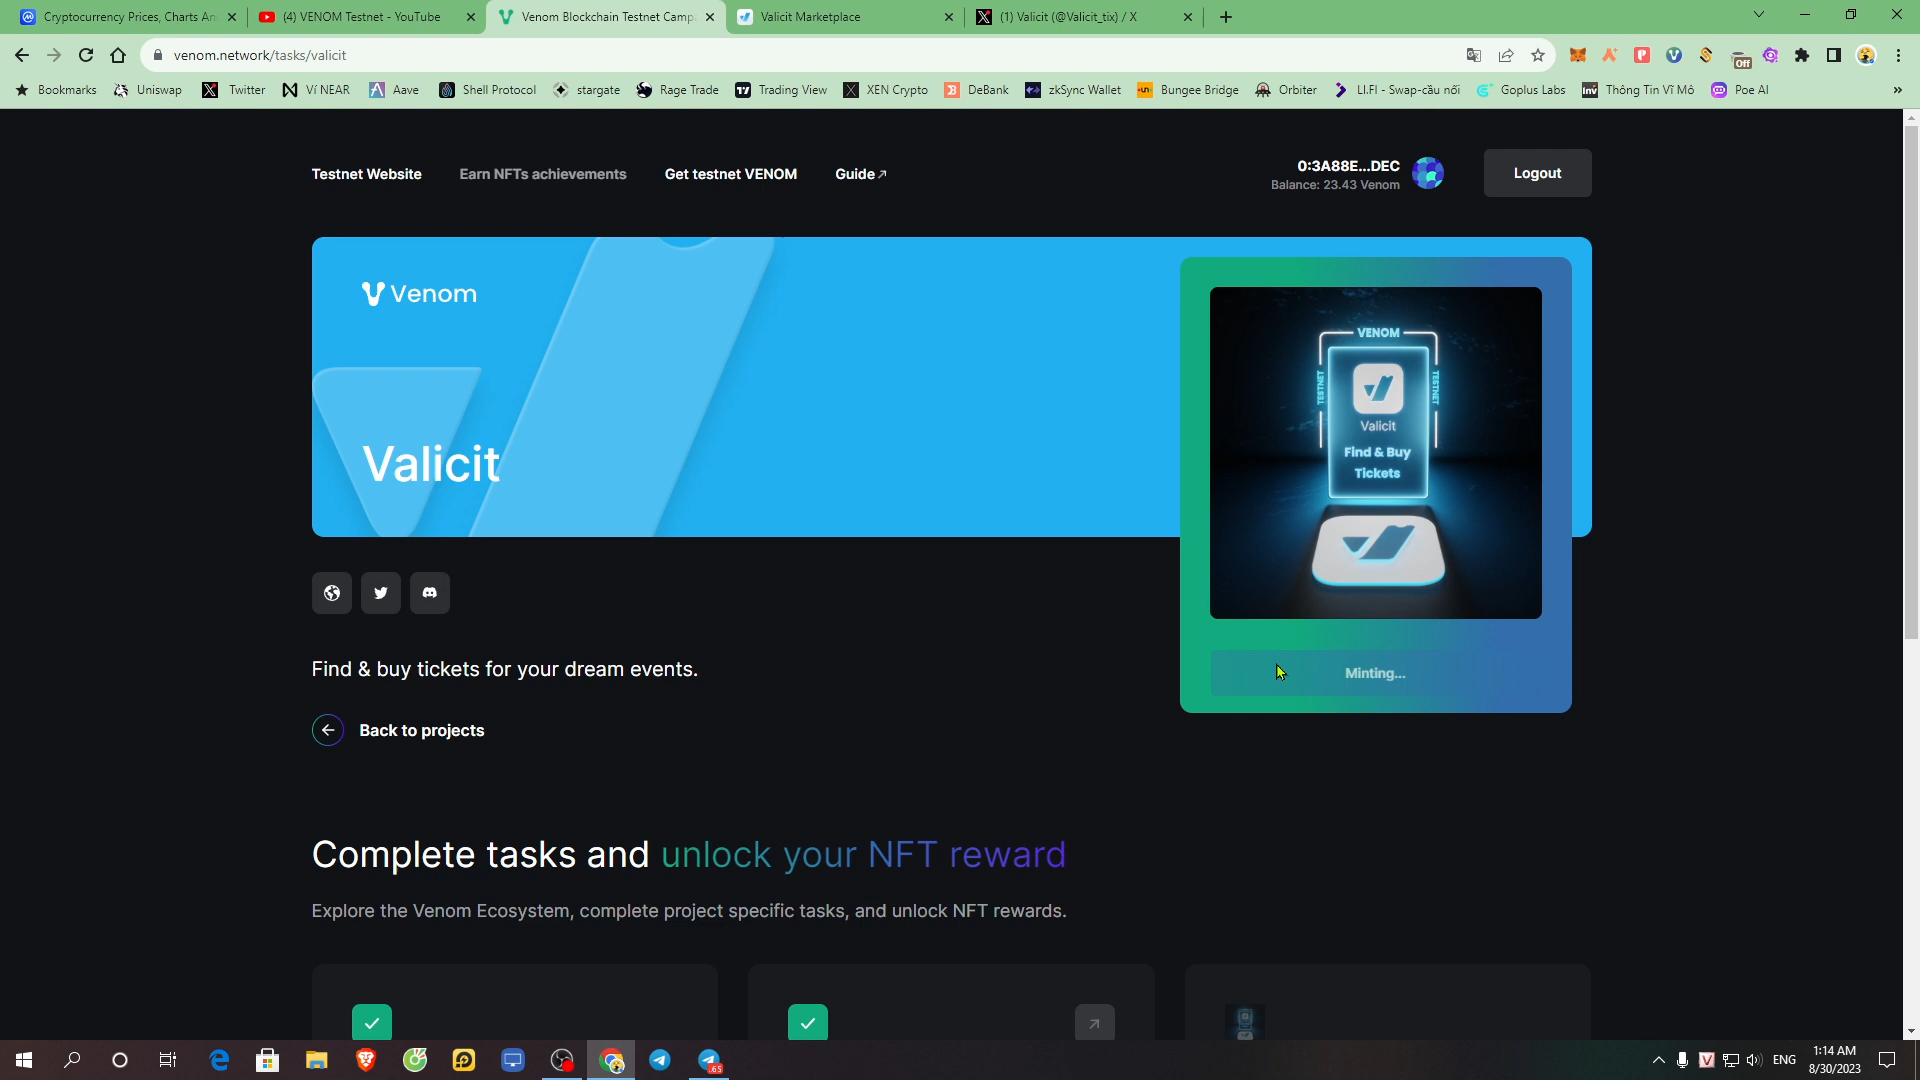 Cryptocurrency Prices, Charts An
(4) VENOM Testnet - YouTube
Venom Blockchain Testnet Camp
Valicit Marketplace
(1) Valicit (@Valicit_tix) / X
venom.network/tasks/valicit
Off
Bookmarks
Uniswap
Twitter
Ví NEAR
Aave
Shell Protocol
stargate
Rage Trade
Trading View
XEN Crypto
DeBank
zkSync Wallet
Bungee Bridge
Orbiter
LI.FI - Swap-cầu nối
Goplus Labs
Thông Tin Vĩ Mô
Poe AI
Testnet Website
Earn NFTs achievements
Get testnet VENOM
Guide
0:3A88E...DEC
Balance: 23.43 Venom
Logout
Venom
Valicit
VENOM
TESTNET
TESTNET
Valicit
Find & Buy
Tickets
Minting...
Find & buy tickets for your dream events.
Back to projects
Complete tasks and unlock your NFT reward
Explore the Venom Ecosystem, complete project specific tasks, and unlock NFT rewards.
65
ENG
1:14 AM
8/30/2023